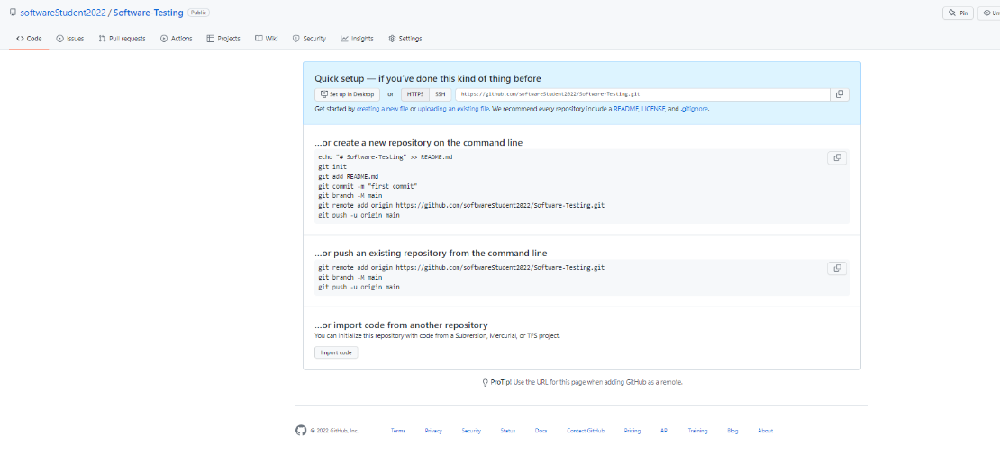 softwareStudent2022 / Software-Testing Public
Pin
Code Issues Pull requests Actions Projects Wiki Security Insights Settings
Quick setup — if you've done this kind of thing before
Set up in Desktop or HTTPS SSH https://github.com/softwareStudent2022/Software-Testing.git
Get started by creating a new file or uploading an existing file. We recommend every repository include a README, LICENSE, and .gitignore.
…or create a new repository on the command line
echo "# Software-Testing" >> README.md
git init
git add README.md
git commit -m "first commit"
git branch -M main
git remote add origin https://github.com/softwareStudent2022/Software-Testing.git
git push -u origin main
…or push an existing repository from the command line
git remote add origin https://github.com/softwareStudent2022/Software-Testing.git
git branch -M main
git push -u origin main
…or import code from another repository
You can initialize this repository with code from a Subversion, Mercurial, or TFS project.
Import code
ProTip! Use the URL for this page when adding GitHub as a remote.
© 2022 GitHub, Inc. Terms Privacy Security Status Docs Contact GitHub Pricing API Training Blog About